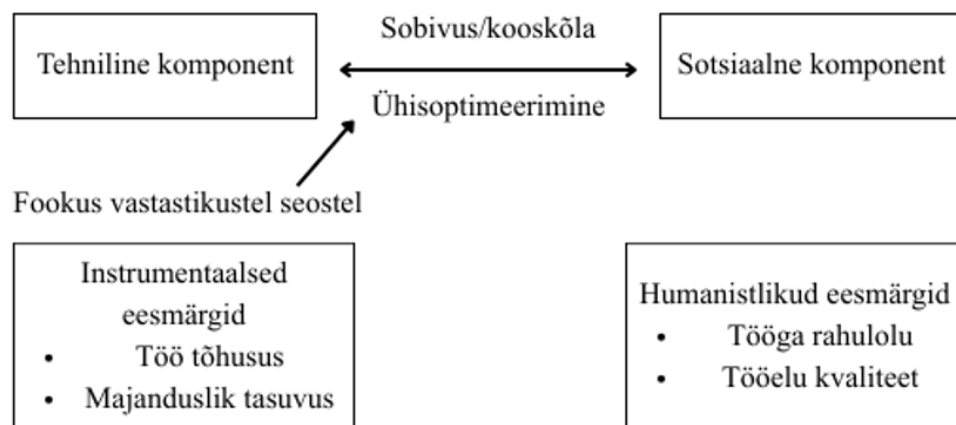 Tehniline komponent
Sobivus/kooskõla
Sotsiaalne komponent
Ühisoptimeerimine
Fookus vastastikustel seostel
Instrumentaalsed
eesmärgid
• Töö tõhusus
• Majanduslik tasuvus
Humanistlikud eesmärgid
• Tööga rahulolu
• Tööelu kvaliteet